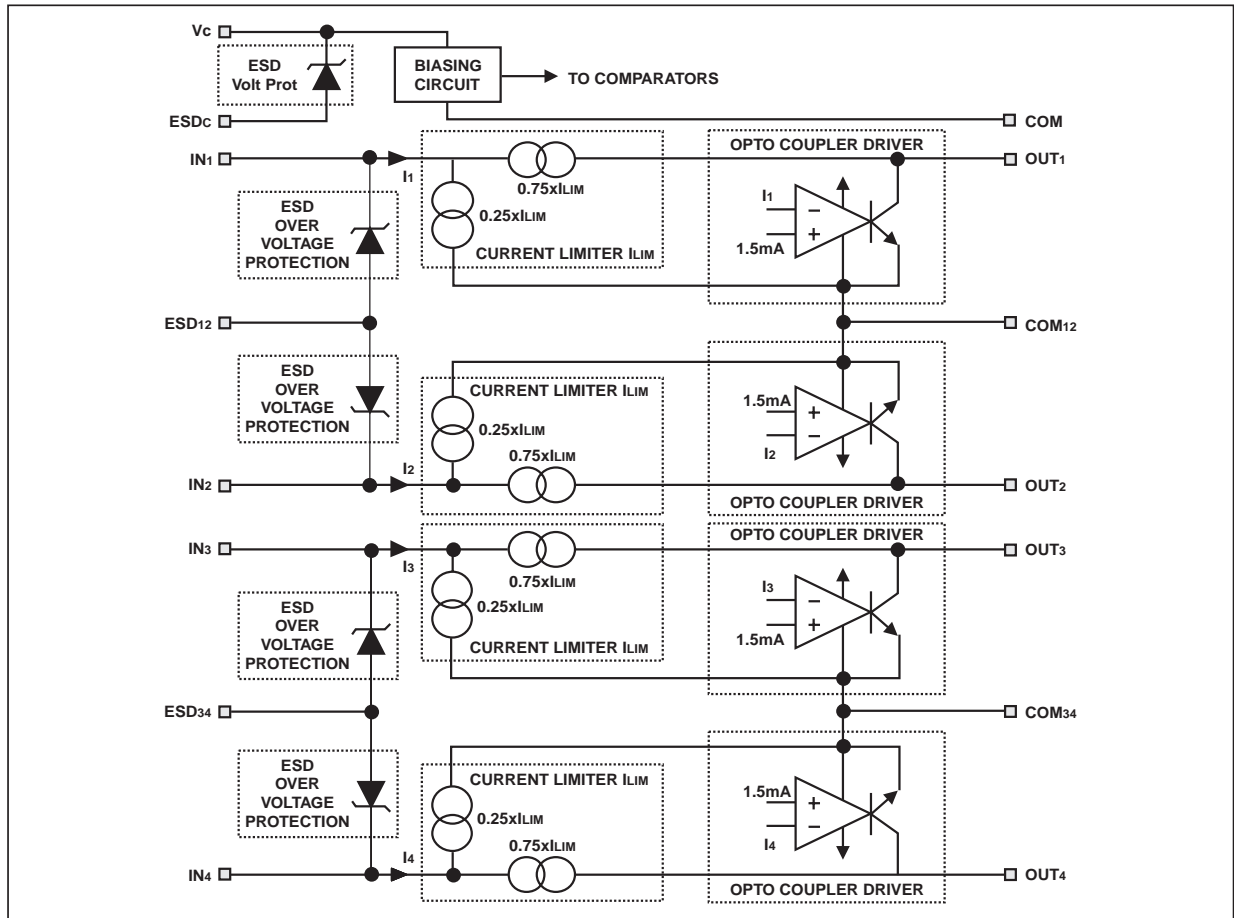 Vc
ESD
Volt Prot
BIASING
CIRCUIT
TO COMPARATORS
ESDC
COM
IN1
I1
0.75xILIM
0.25xILIM
CURRENT LIMITER ILIM
OPTO COUPLER DRIVER
OUT1
I1
−
+
1.5mA
ESD
OVER
VOLTAGE
PROTECTION
ESD12
COM12
ESD
OVER
VOLTAGE
PROTECTION
CURRENT LIMITER ILIM
0.25xILIM
0.75xILIM
1.5mA
+
−
I2
IN2
I2
OUT2
OPTO COUPLER DRIVER
IN3
I3
0.75xILIM
0.25xILIM
CURRENT LIMITER ILIM
OPTO COUPLER DRIVER
OUT3
I3
−
+
1.5mA
ESD
OVER
VOLTAGE
PROTECTION
ESD34
COM34
ESD
OVER
VOLTAGE
PROTECTION
CURRENT LIMITER ILIM
0.25xILIM
0.75xILIM
1.5mA
+
−
I4
IN4
I4
OUT4
OPTO COUPLER DRIVER